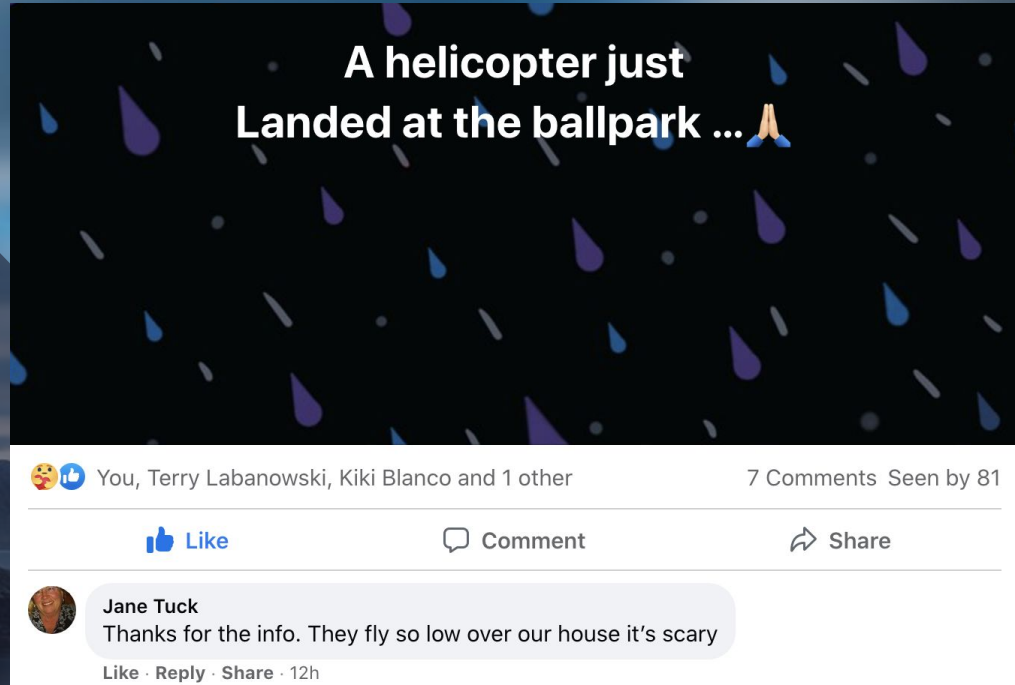 A helicopter just
Landed at the ballpark ...🙏🏻
You, Terry Labanowski, Kiki Blanco and 1 other 7 Comments Seen by 81
Like Comment Share
Jane Tuck
Thanks for the info. They fly so low over our house it’s scary
Like · Reply · Share · 12h